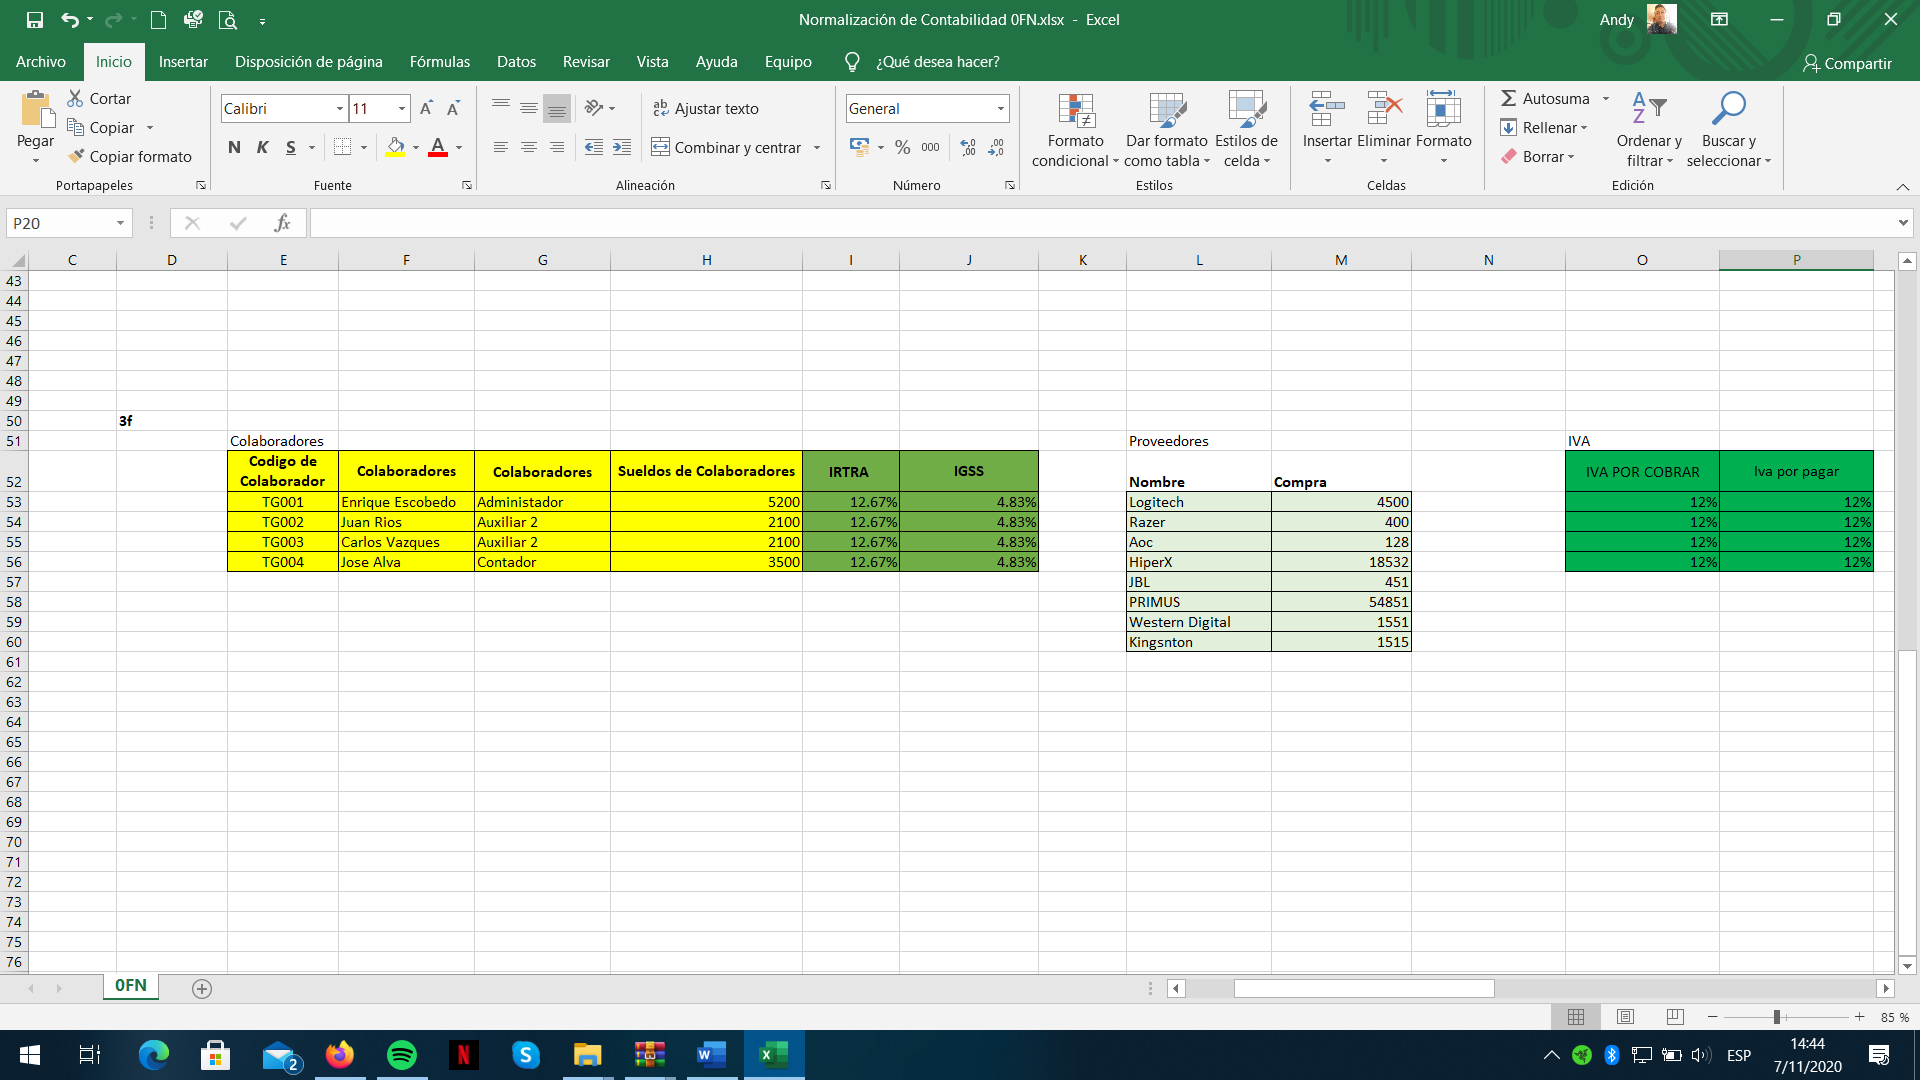 Normalización de Contabilidad 0FN.xlsx - Excel
Andy
Archivo Inicio Insertar Disposición de página Fórmulas Datos Revisar Vista Ayuda Equipo ¿Qué desea hacer? Compartir
Pegar
Cortar
Copiar
Copiar formato
Portapapeles
Calibri 11
N K S
Fuente
Ajustar texto
Combinar y centrar
Alineación
General
% 000
Número
Formato condicional
Dar formato como tabla
Estilos de celda
Estilos
Insertar Eliminar Formato
Celdas
Autosuma
Rellenar
Borrar
Ordenar y filtrar
Buscar y seleccionar
Edición
P20
fx
C D E F G H I J K L M N O P
43
44
45
46
47
48
49
50 3f
51 Colaboradores Proveedores IVA
52 Codigo de Colaborador Colaboradores Colaboradores Sueldos de Colaboradores IRTRA IGSS Nombre Compra IVA POR COBRAR Iva por pagar
53 TG001 Enrique Escobedo Administador 5200 12.67% 4.83% Logitech 4500 12% 12%
54 TG002 Juan Rios Auxiliar 2 2100 12.67% 4.83% Razer 400 12% 12%
55 TG003 Carlos Vazques Auxiliar 2 2100 12.67% 4.83% Aoc 128 12% 12%
56 TG004 Jose Alva Contador 3500 12.67% 4.83% HiperX 18532 12% 12%
57 JBL 451
58 PRIMUS 54851
59 Western Digital 1551
60 Kingsnton 1515
61
62
63
64
65
66
67
68
69
70
71
72
73
74
75
76
0FN
85 %
2
ESP
14:44
7/11/2020